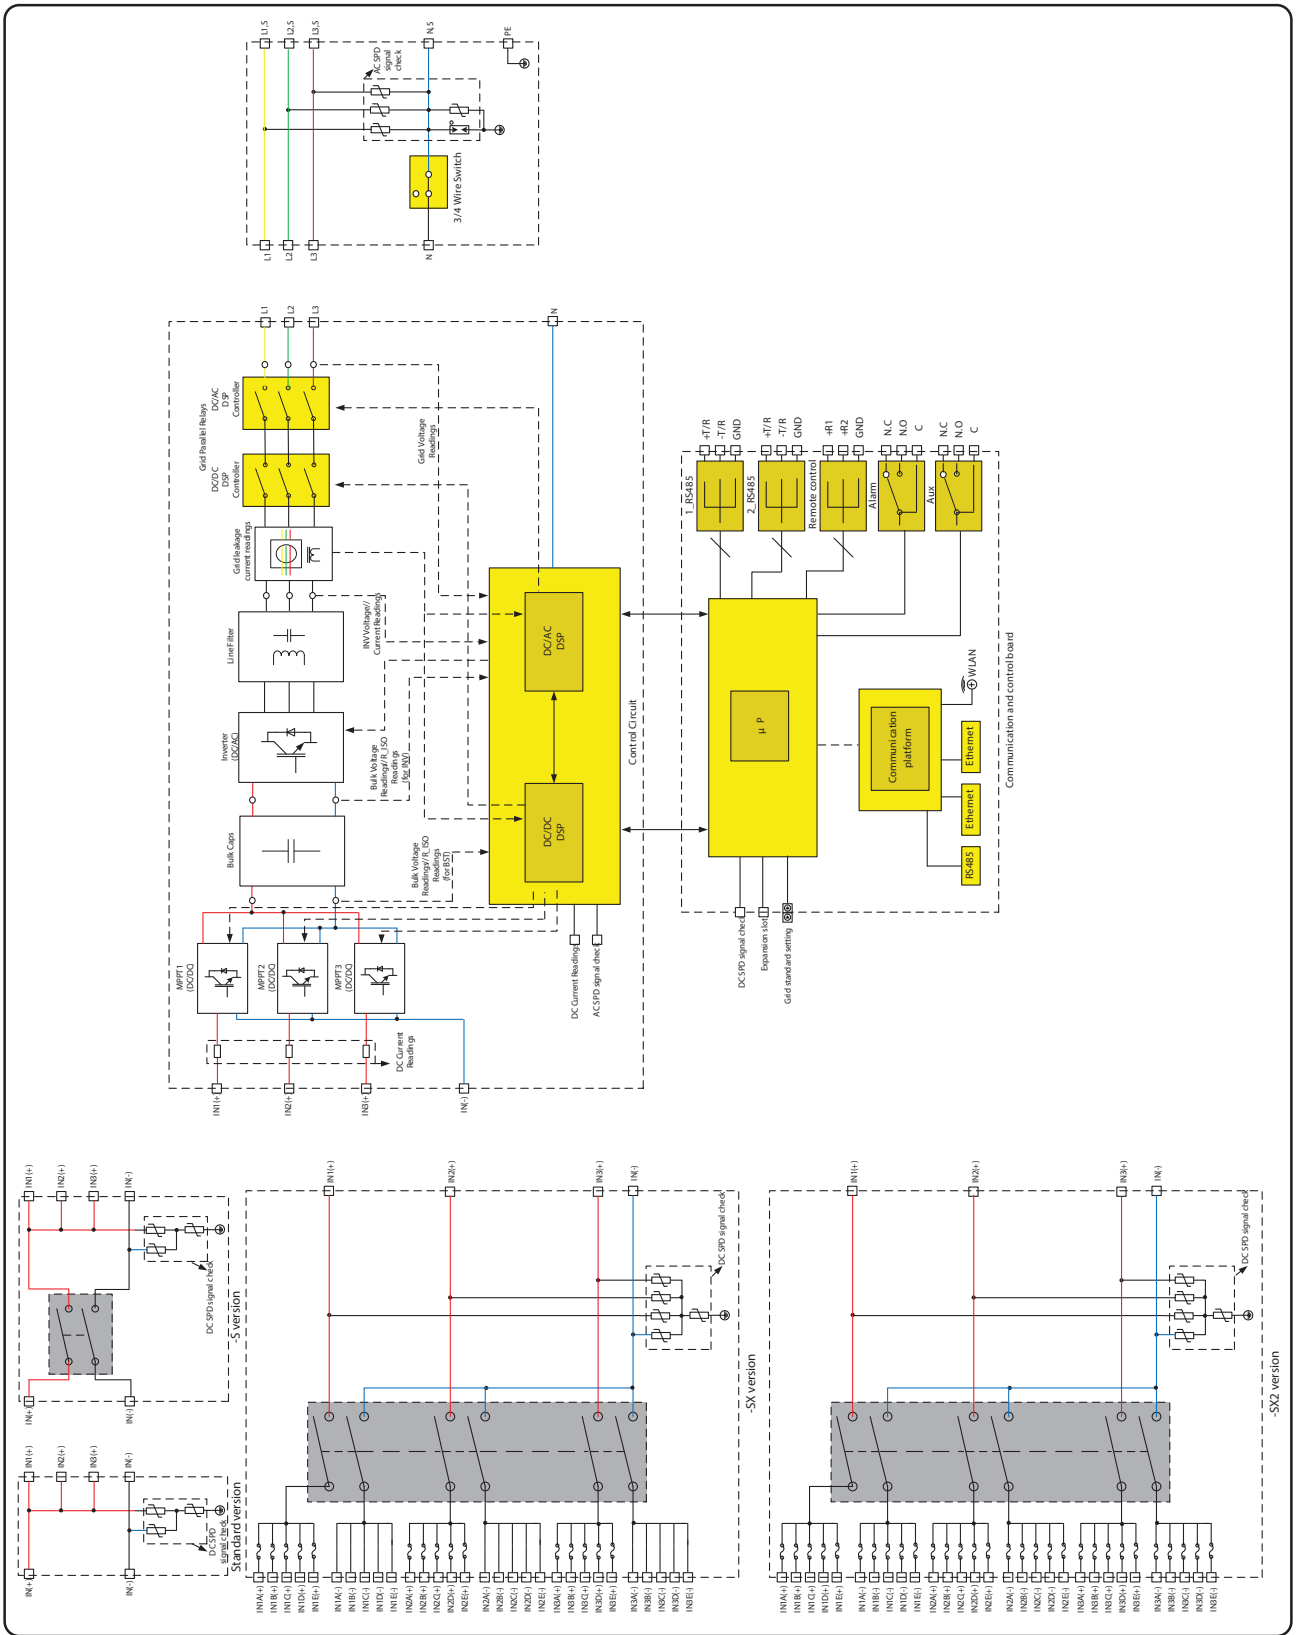 L1,S
L2,S
L3,S
N,S
PE
AC SPD
signal
check
3/4 Wire Switch
L1
L2
L3
N
L1
L2
L3
N
Grid Parallel Relays
DC/AC
DSP
Controller
DC/DC
DSP
Controller
Grid leakage
current readings
Line Filter
Inverter
(DC/AC)
Bulk Caps
MPPT1
(DC/DC)
MPPT2
(DC/DC)
MPPT3
(DC/DC)
Grid Voltage
Readings
INV Voltage//
Current Readings
Bulk Voltage
Readings//R_ISO
Readings
(for INV)
Bulk Voltage
Readings//R_ISO
Readings
(for BST)
DC/AC
DSP
DC/DC
DSP
Control Circuit
DC Current Readings
AC SPD signal check
DC Current
Readings
IN1(+
IN2(+
IN3(+
IN(-)
+T/R
-T/R
GND
+T/R
-T/R
GND
+R1
+R2
GND
N.C
N.O
C
N.C
N.O
C
1_RS485
2_RS485
Remote control
Alarm
Aux
µ P
Communication
platform
WLAN
Ethernet
Ethernet
RS485
Communication and control board
DC SPD signal check
Expansion slot
Grid standard setting
IN1(+)
IN2(+)
IN3(+)
IN(-)
DC SPD signal check
-S version
IN(+)
IN(-)
IN1(+)
IN2(+)
IN3(+)
IN(-)
DC SPD
signal check
Standard version
IN(+)
IN(-)
IN1(+)
IN2(+)
IN3(+)
IN(-)
DC SPD signal check
-SX version
IN1A(+)
IN1B(+)
IN1C(+)
IN1D(+)
IN1E(+)
IN1A(-)
IN1B(-)
IN1C(-)
IN1D(-)
IN1E(-)
IN2A(+)
IN2B(+)
IN2C(+)
IN2D(+)
IN2E(+)
IN2A(-)
IN2B(-)
IN2C(-)
IN2D(-)
IN2E(-)
IN3A(+)
IN3B(+)
IN3C(+)
IN3D(+)
IN3E(+)
IN3A(-)
IN3B(-)
IN3C(-)
IN3D(-)
IN3E(-)
IN1(+)
IN2(+)
IN3(+)
IN(-)
DC SPD signal check
-SX2 version
IN1A(+)
IN1B(+)
IN1C(+)
IN1D(+)
IN1E(+)
IN1A(-)
IN1B(-)
IN1C(-)
IN1D(-)
IN1E(-)
IN2A(+)
IN2B(+)
IN2C(+)
IN2D(+)
IN2E(+)
IN2A(-)
IN2B(-)
IN2C(-)
IN2D(-)
IN2E(-)
IN3A(+)
IN3B(+)
IN3C(+)
IN3D(+)
IN3E(+)
IN3A(-)
IN3B(-)
IN3C(-)
IN3D(-)
IN3E(-)